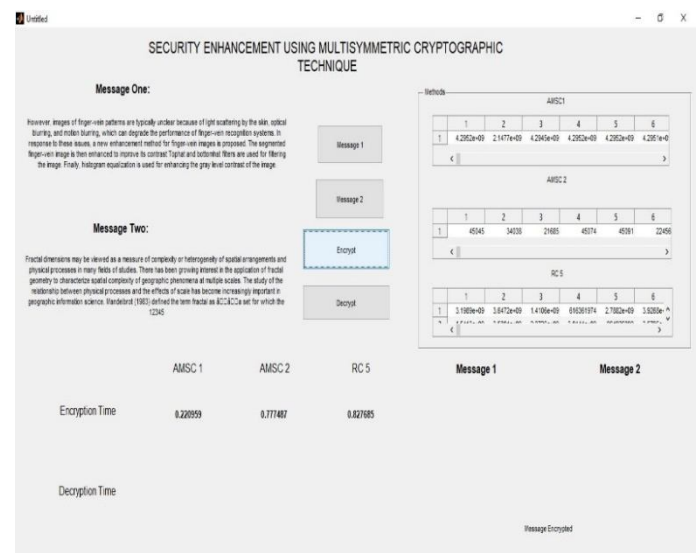 Untitled
SECURITY ENHANCEMENT USING MULTISYMMETRIC CRYPTOGRAPHIC
TECHNIQUE
Message One:
However, images of finger-vein patterns are typically unclear because of light scattering by the skin, optical
blurring, and motion blurring, which can degrade the performance of finger-vein recognition systems. In
response to these issues, a new enhancement method for finger-vein images is proposed. The segmented
finger-vein image is then enhanced to improve its contrast Tophat and bottomhat filters are used for filtering
the image. Finally, histogram equalization is used for enhancing the gray level contrast of the image.
Message Two:
Fractal dimensions may be viewed as a measure of complexity or heterogeneity of spatial arrangements and
physical processes in many fields of studies. There has been growing interest in the application of fractal
geometry to characterize spatial complexity of geographic phenomena at multiple scales. The study of the
relationship between physical processes and the effects of scale has become increasingly important in
geographic information science. Mandelbrot (1983) defined the term fractal as set for which the
12345
Message 1
Message 2
Encrypt
Decrypt
Methods
AMSC1
1 2 3 4 5 6
1 4.2952e+09 2.1477e+09 4.2945e+09 4.2952e+09 4.2952e+09 4.2951e+0
AMSC 2
1 2 3 4 5 6
1 45045 34038 21685 45074 45091 22456
RC 5
1 2 3 4 5 6
1 3.1989e+09 3.6472e+09 1.4106e+09 616361974 2.7882e+09 3.9268e+
Message 1 Message 2
AMSC 1 AMSC 2 RC 5
Encryption Time 0.220959 0.777487 0.827685
Decryption Time
Message Encrypted